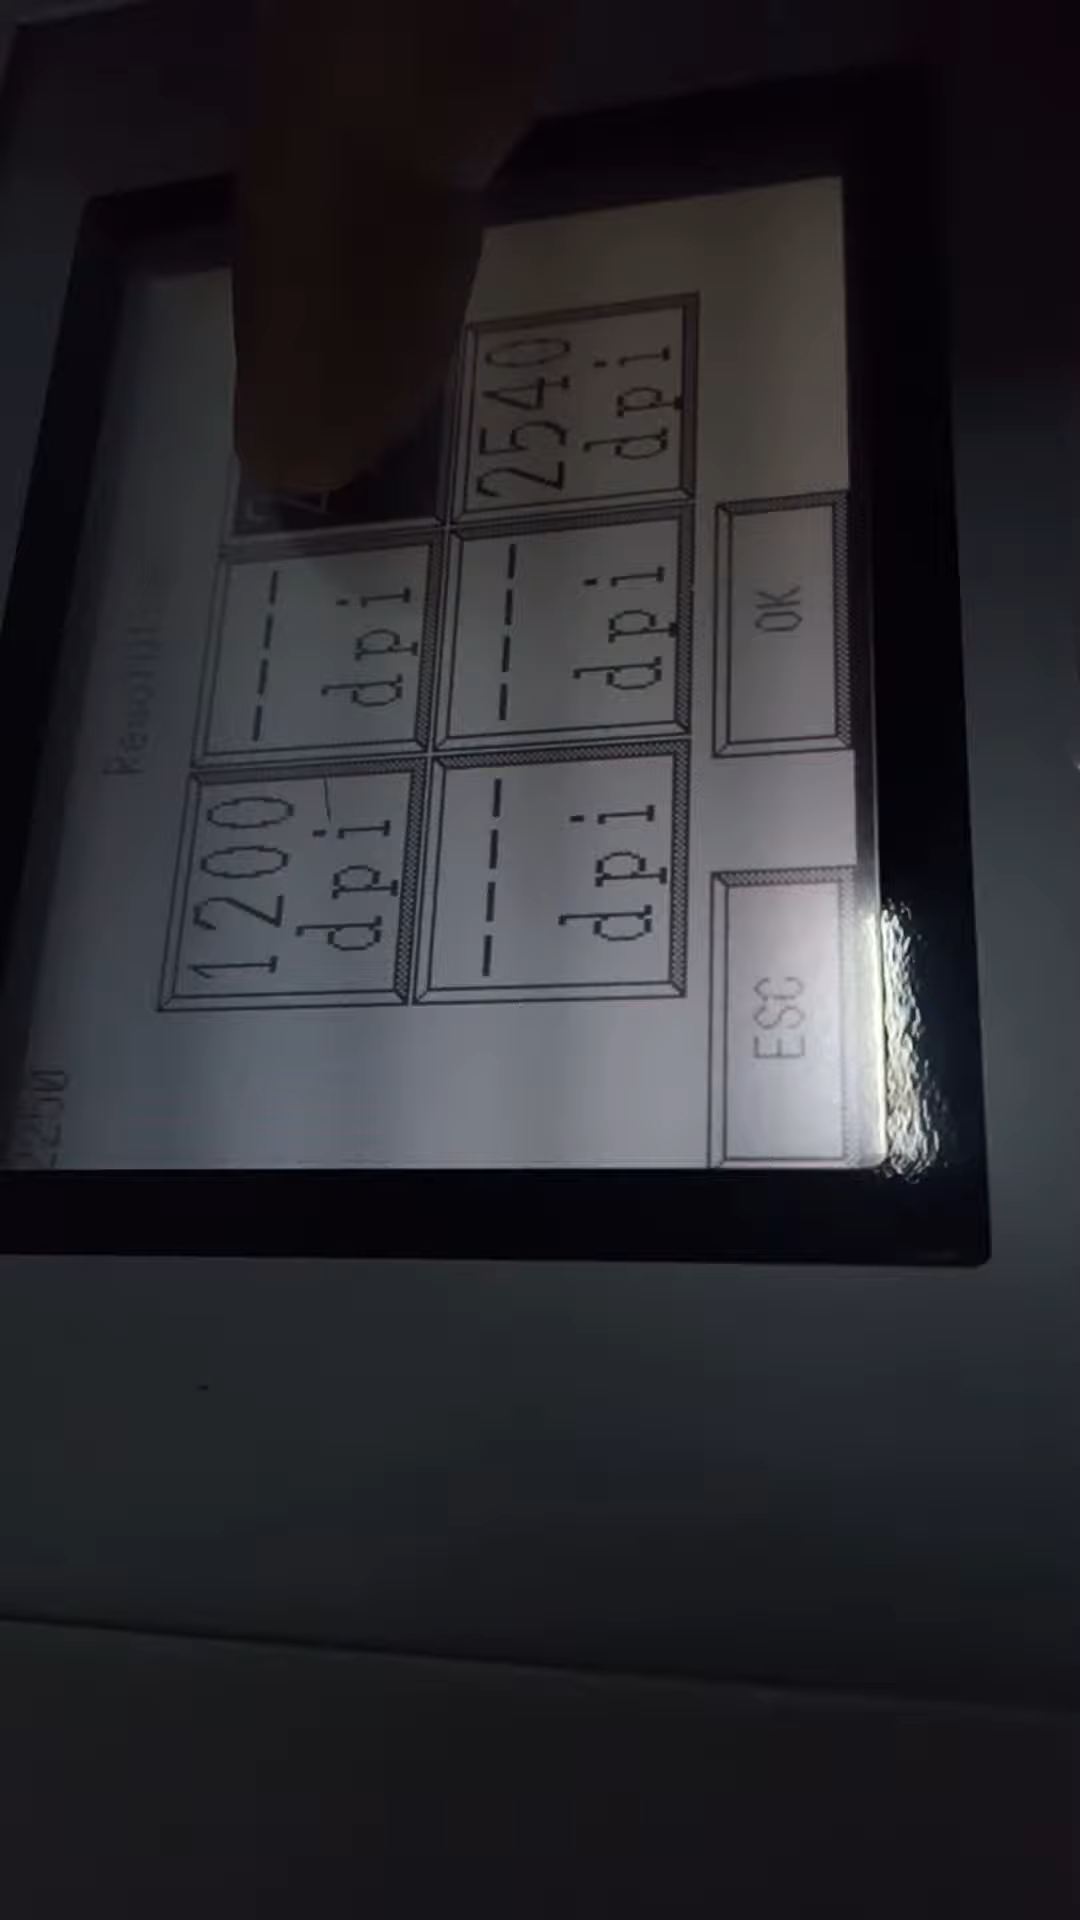 1200 ----
dpi dpi
---- ---- 2540
dpi dpi dpi
ESC OK